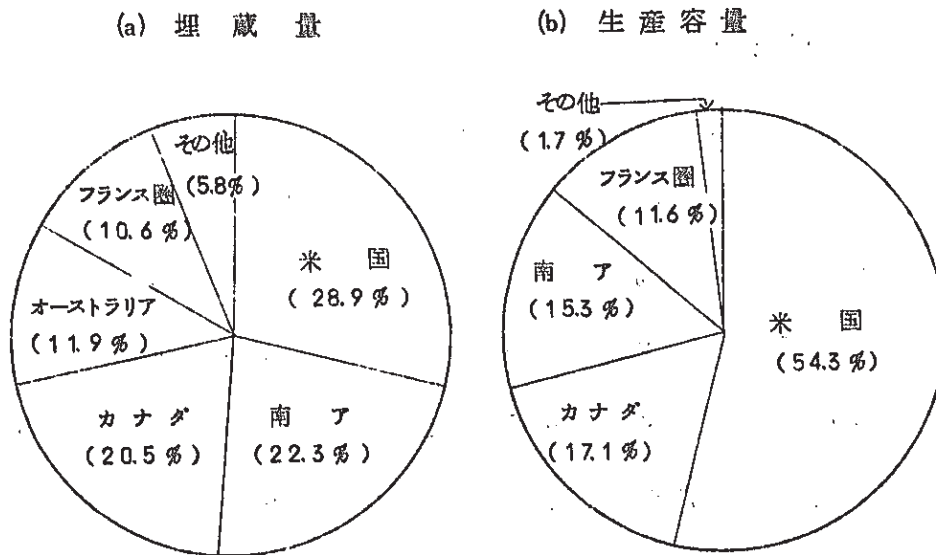 (a) 埋蔵量
米国
(28.9%)
南ア
(22.3%)
カナダ
(20.5%)
オーストラリア
(11.9%)
フランス圏
(10.6%)
その他
(5.8%)
(b) 生産容量
米国
(54.3%)
カナダ
(17.1%)
南ア
(15.3%)
フランス圏
(11.6%)
その他
(1.7%)